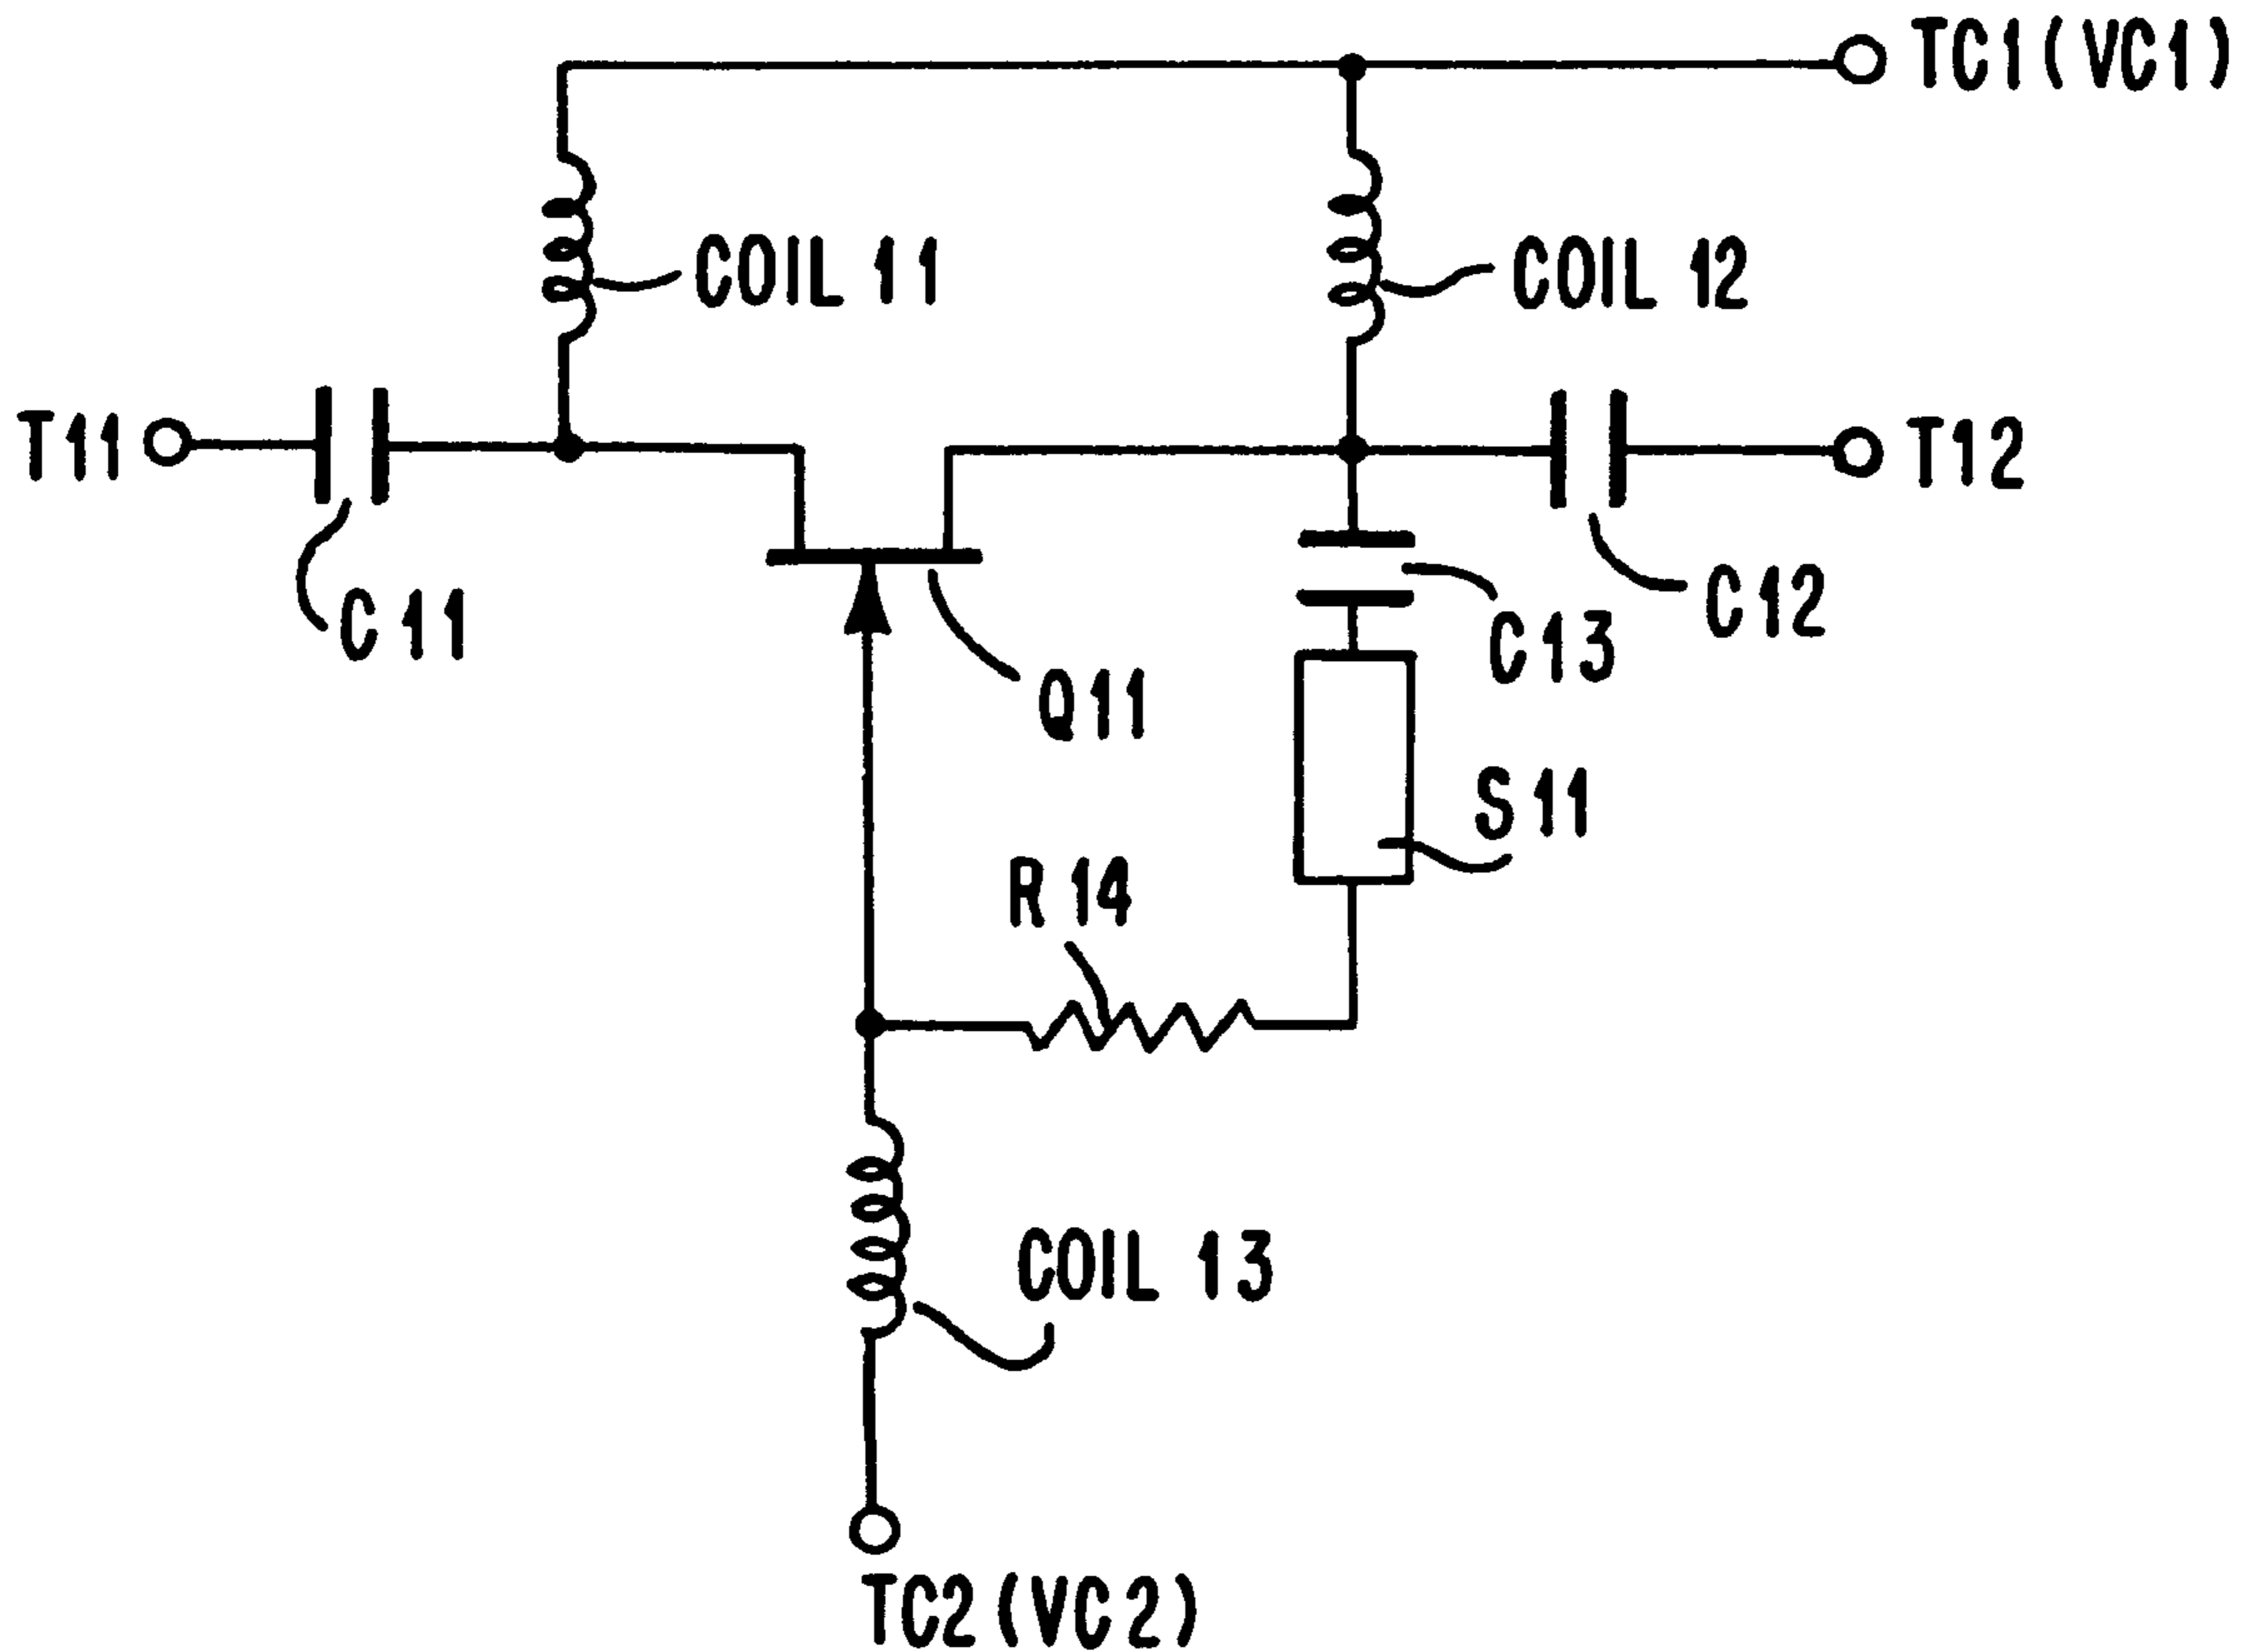 TC1(VC1)
COIL 11
COIL 12
T11
T12
C11
C12
C13
Q11
S11
R14
COIL 13
TC2(VC2)